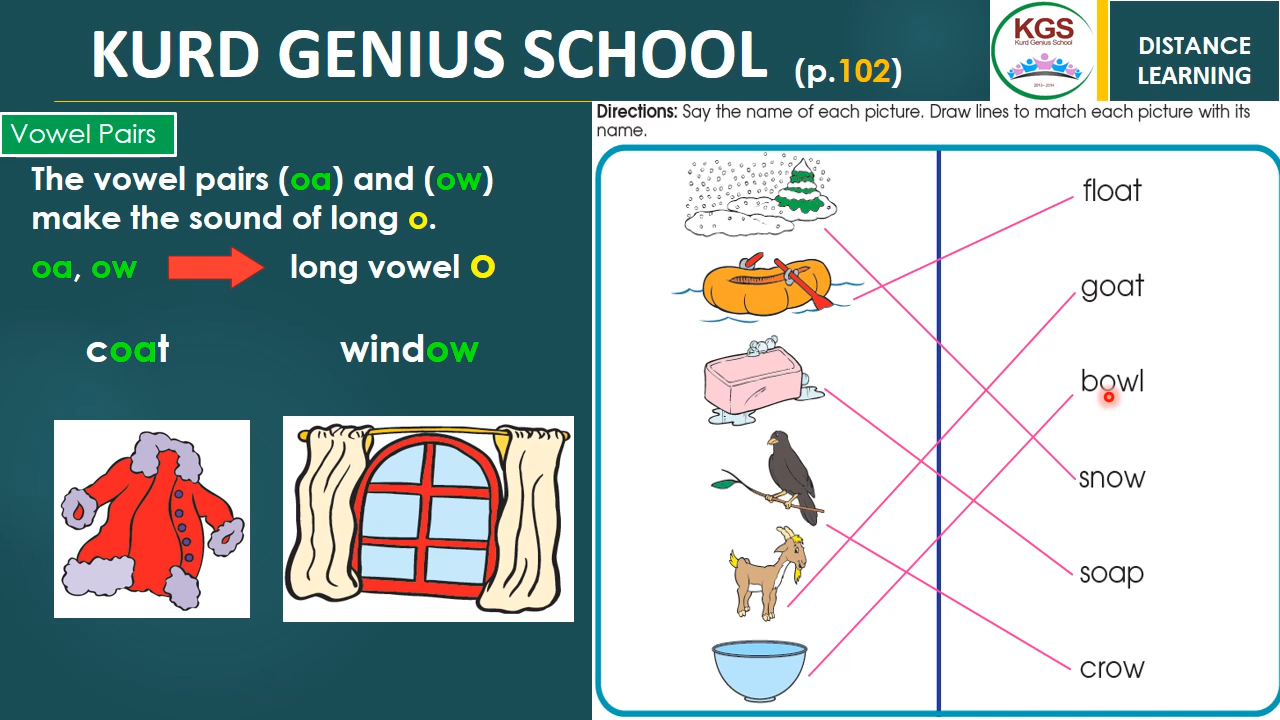 KURD GENIUS SCHOOL (p.102)
KGS
Kurd Genius School
DISTANCE
LEARNING
Vowel Pairs
The vowel pairs (oa) and (ow)
make the sound of long o.
oa, ow long vowel o
coat window
Directions: Say the name of each picture. Draw lines to match each picture with its
name.
float
goat
bowl
snow
soap
crow